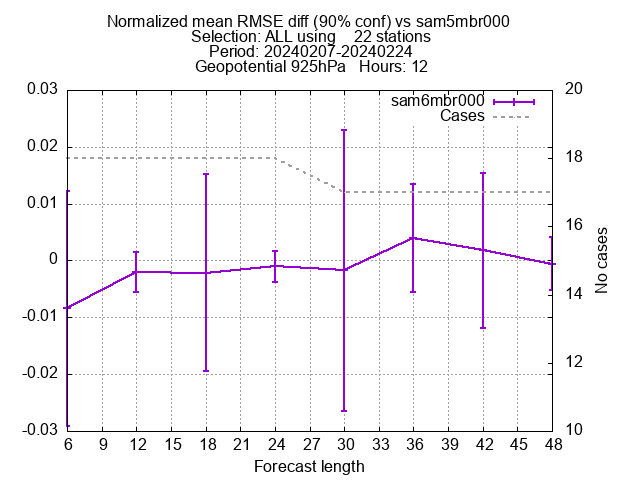 Normalized mean RMSE diff (90% conf) vs sam5mbr000
Selection: ALL using    22 stations
Period: 20240207-20240224
Geopotential 925hPa   Hours: 12
sam6mbr000
Cases
0.03
0.02
0.01
0
-0.01
-0.02
-0.03
20
18
16
14
12
10
No cases
6 9 12 15 18 21 24 27 30 33 36 39 42 45 48
Forecast length